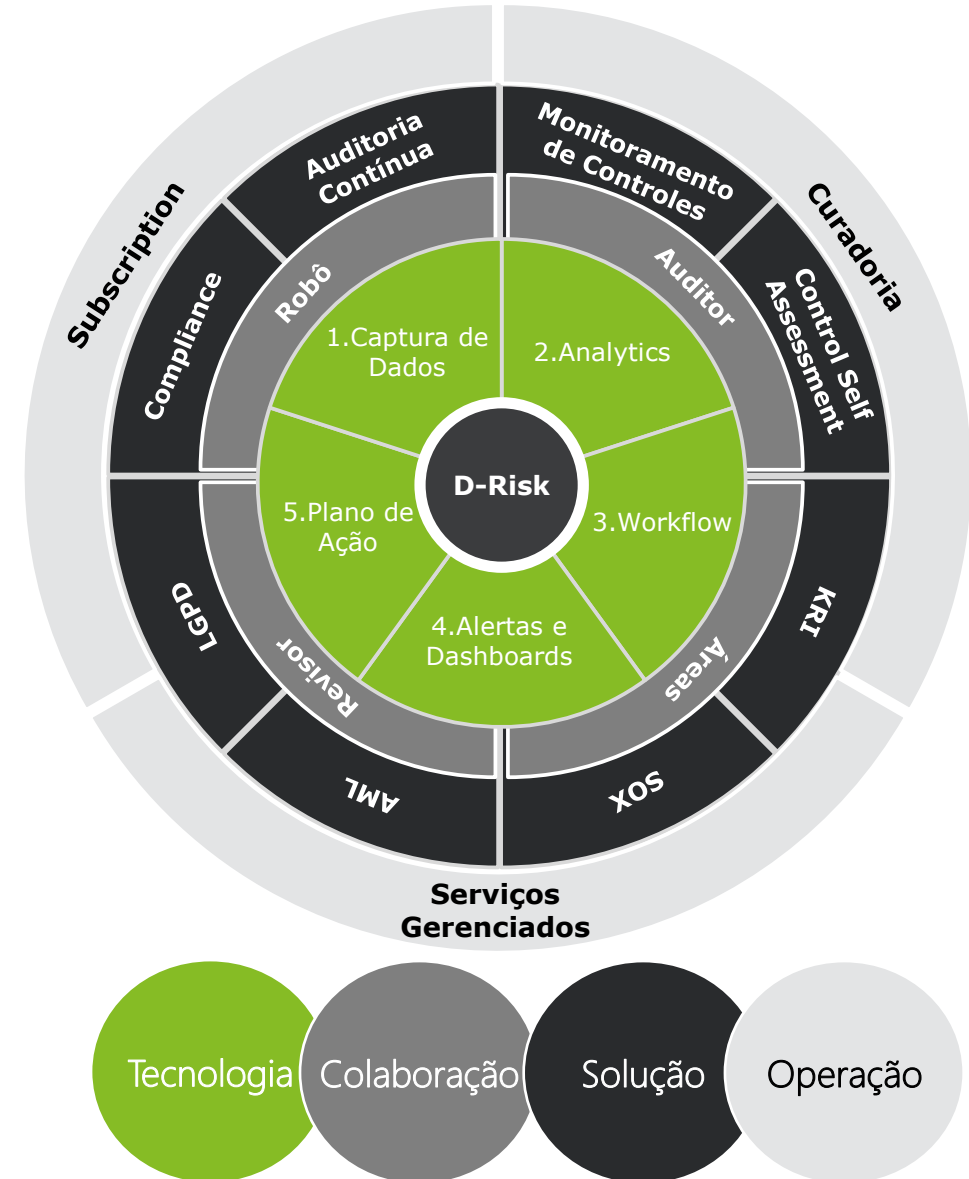 Subscription
Curadoria
Serviços
Gerenciados
Auditoria
Contínua
Monitoramento
de Controles
Control Self
Assessment
KRI
SOX
AML
LGPD
Compliance
Robô
Auditor
Áreas
Revisor
1.Captura de
Dados
2.Analytics
3.Workflow
4.Alertas e
Dashboards
5.Plano de
Ação
D-Risk
Tecnologia
Colaboração
Solução
Operação